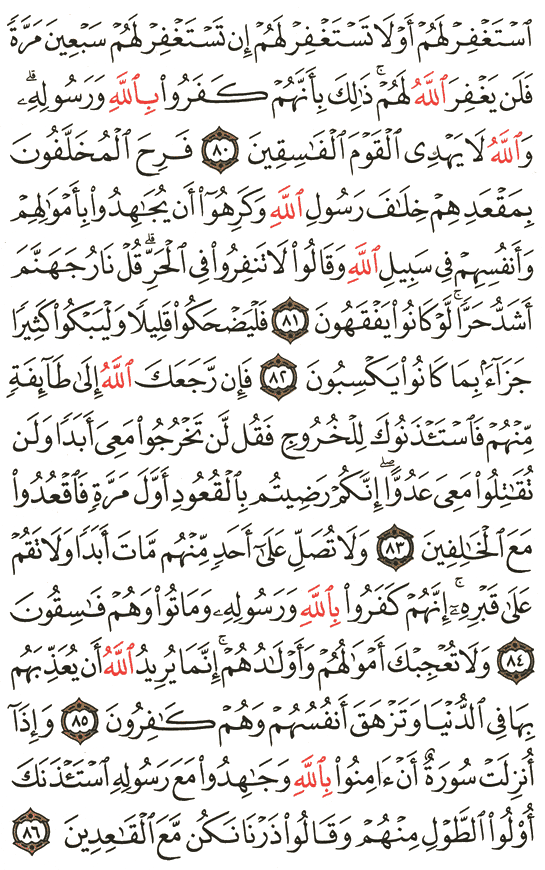 ٱسۡتَغۡفِرۡ لَهُمۡ أَوۡ لَا تَسۡتَغۡفِرۡ لَهُمۡ إِن تَسۡتَغۡفِرۡ لَهُمۡ سَبۡعِينَ مَرَّةٗ
فَلَن يَغۡفِرَ ٱللَّهُ لَهُمۡۚ ذَٰلِكَ بِأَنَّهُمۡ كَفَرُواْ بِٱللَّهِ وَرَسُولِهِۦۗ
وَٱللَّهُ لَا يَهۡدِي ٱلۡقَوۡمَ ٱلۡفَٰسِقِينَ ٨٠ فَرِحَ ٱلۡمُخَلَّفُونَ
بِمَقۡعَدِهِمۡ خِلَٰفَ رَسُولِ ٱللَّهِ وَكَرِهُوٓاْ أَن يُجَٰهِدُواْ بِأَمۡوَٰلِهِمۡ
وَأَنفُسِهِمۡ فِي سَبِيلِ ٱللَّهِ وَقَالُواْ لَا تَنفِرُواْ فِي ٱلۡحَرِّۗ قُلۡ نَارُ جَهَنَّمَ
أَشَدُّ حَرّٗاۚ لَّوۡ كَانُواْ يَفۡقَهُونَ ٨١ فَلۡيَضۡحَكُواْ قَلِيلٗا وَلۡيَبۡكُواْ كَثِيرٗا
جَزَآءَۢ بِمَا كَانُواْ يَكۡسِبُونَ ٨٢ فَإِن رَّجَعَكَ ٱللَّهُ إِلَىٰ طَآئِفَةٖ
مِّنۡهُمۡ فَٱسۡتَـٔۡذَنُوكَ لِلۡخُرُوجِ فَقُل لَّن تَخۡرُجُواْ مَعِيَ أَبَدٗا وَلَن
تُقَٰتِلُواْ مَعِيَ عَدُوًّاۖ إِنَّكُمۡ رَضِيتُم بِٱلۡقُعُودِ أَوَّلَ مَرَّةٖ فَٱقۡعُدُواْ
مَعَ ٱلۡخَٰلِفِينَ ٨٣ وَلَا تُصَلِّ عَلَىٰٓ أَحَدٖ مِّنۡهُم مَّاتَ أَبَدٗا وَلَا تَقُمۡ
عَلَىٰ قَبۡرِهِۦٓۚ إِنَّهُمۡ كَفَرُواْ بِٱللَّهِ وَرَسُولِهِۦ وَمَاتُواْ وَهُمۡ فَٰسِقُونَ
٨٤ وَلَا تُعۡجِبۡكَ أَمۡوَٰلُهُمۡ وَأَوۡلَٰدُهُمۡۚ إِنَّمَا يُرِيدُ ٱللَّهُ أَن يُعَذِّبَهُم
بِهَا فِي ٱلدُّنۡيَا وَتَزۡهَقَ أَنفُسُهُمۡ وَهُمۡ كَٰفِرُونَ ٨٥ وَإِذَآ
أُنزِلَتۡ سُورَةٌ أَنۡ ءَامِنُواْ بِٱللَّهِ وَجَٰهِدُواْ مَعَ رَسُولِهِ ٱسۡتَـٔۡذَنَكَ
أُوْلُواْ ٱلطَّوۡلِ مِنۡهُمۡ وَقَالُواْ ذَرۡنَا نَكُن مَّعَ ٱلۡقَٰعِدِينَ ٨٦